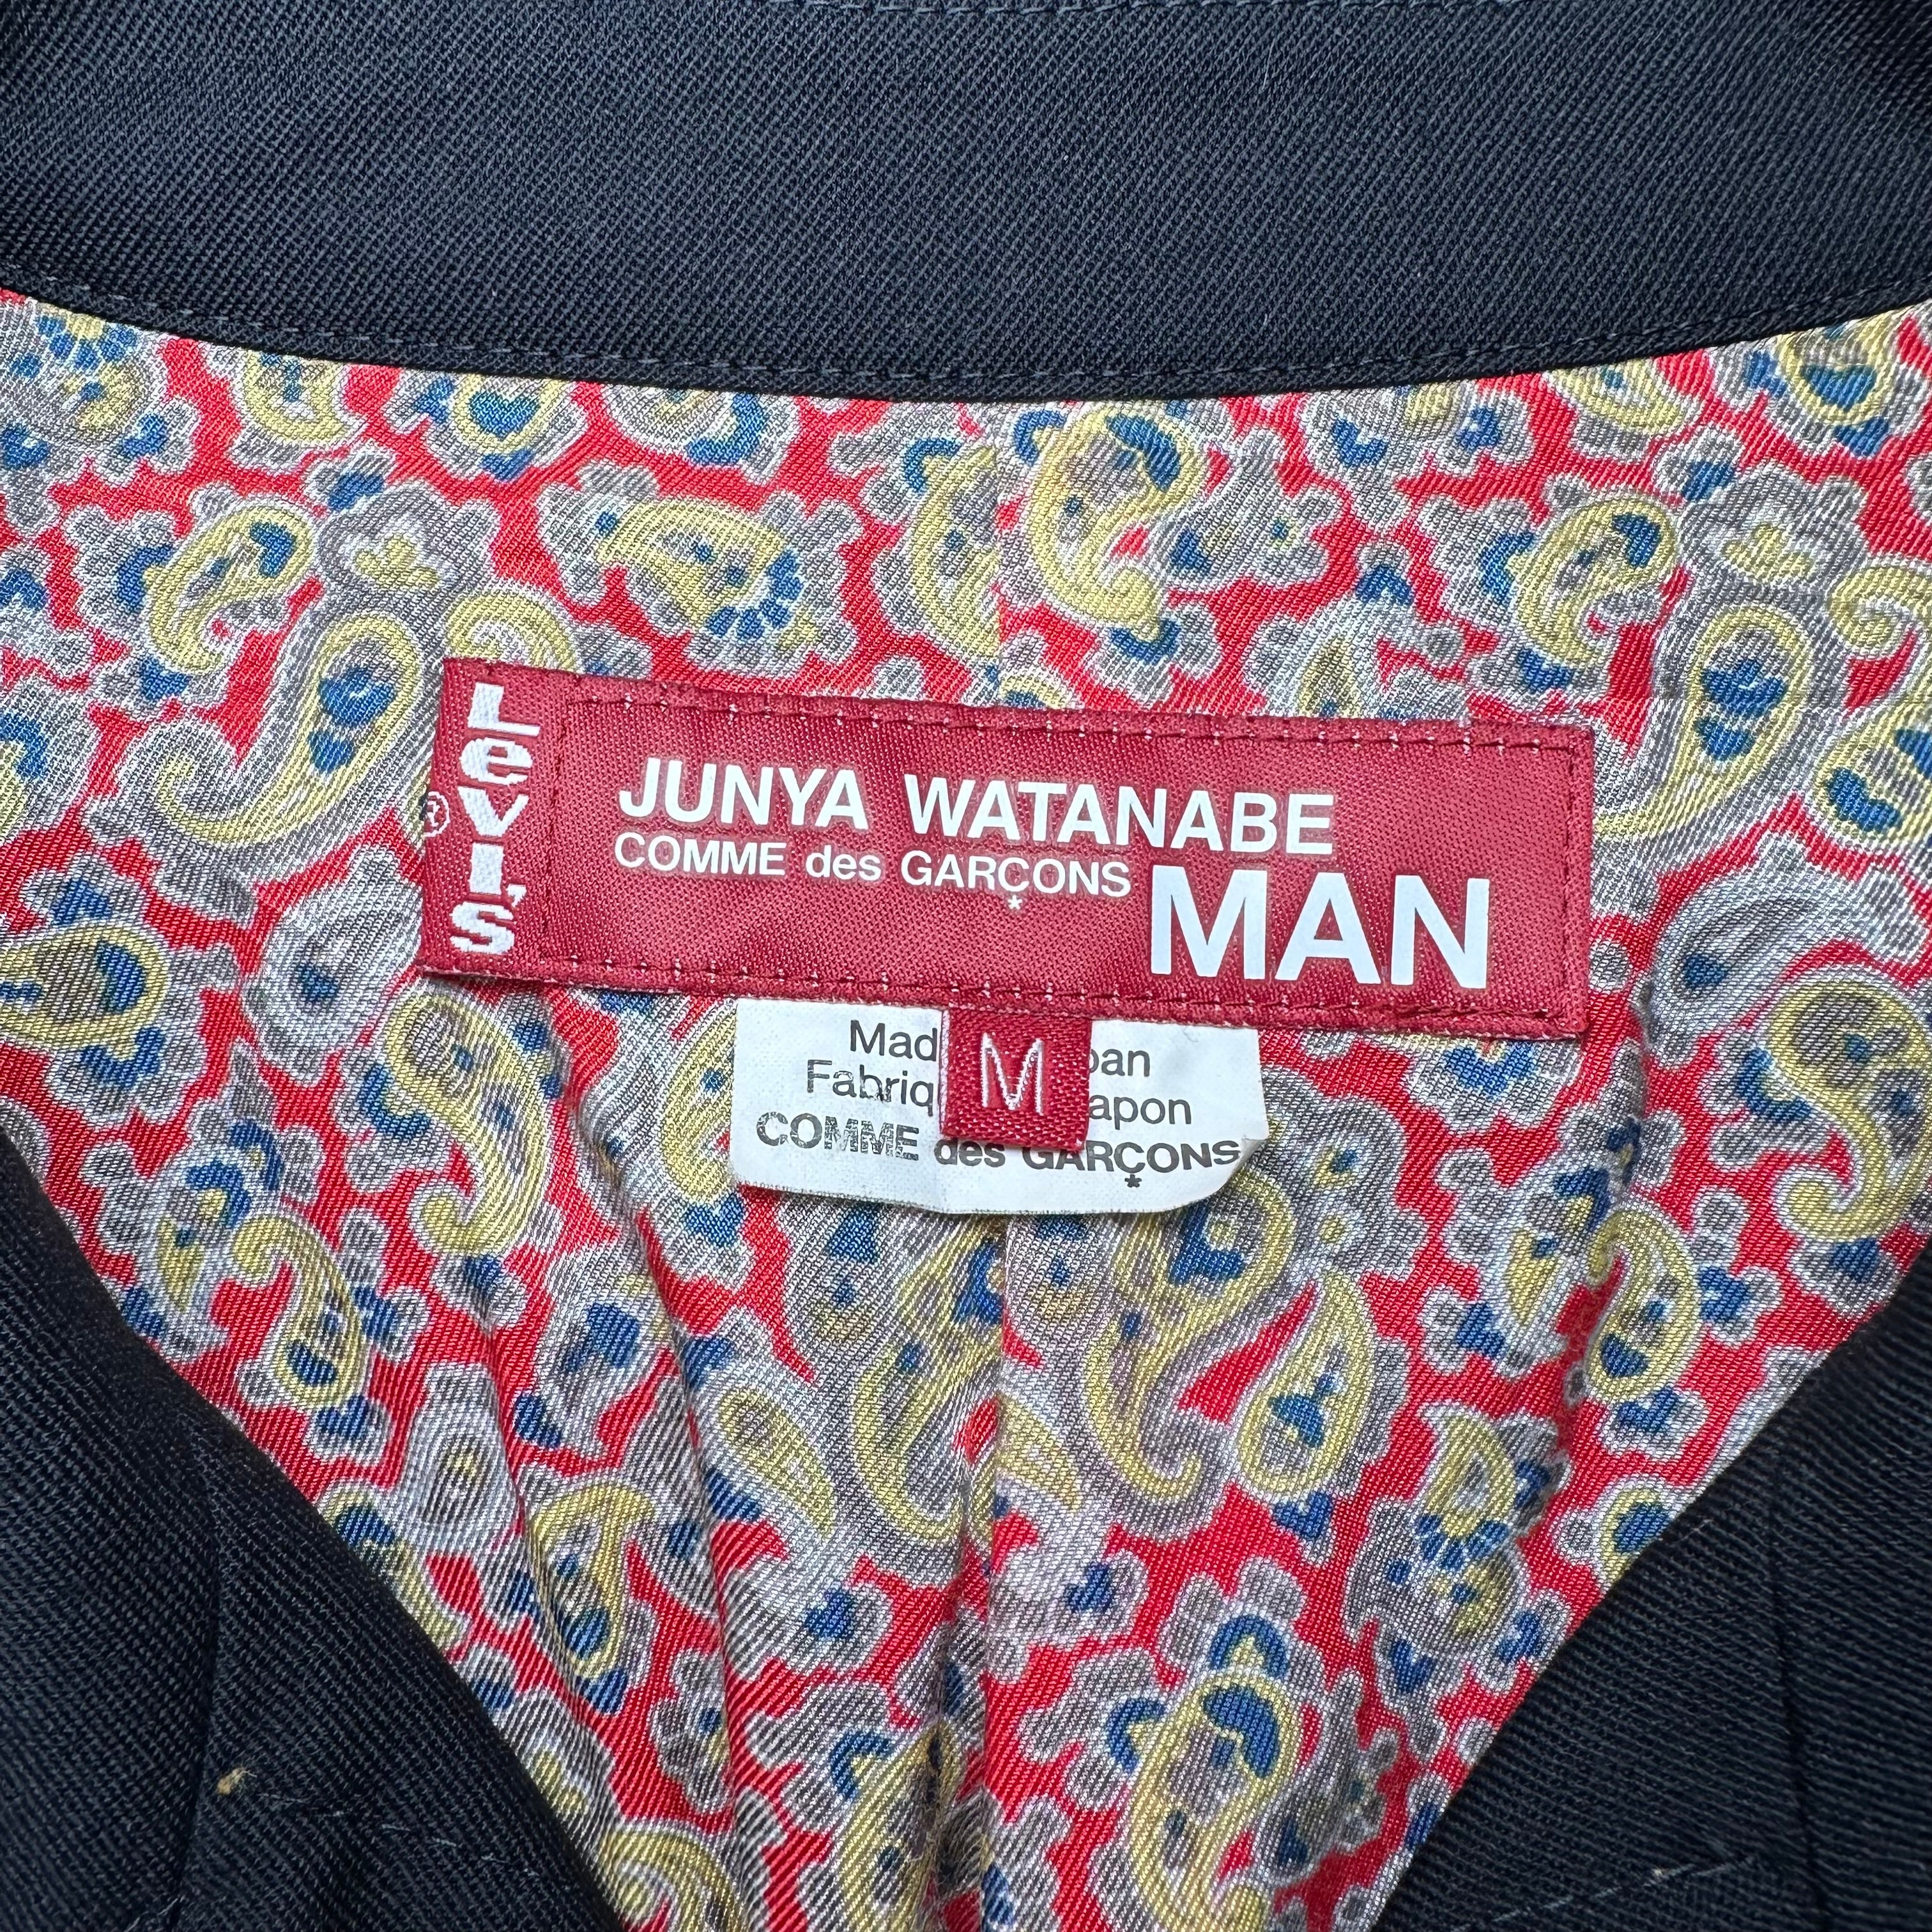 Levi's
®
JUNYA WATANABE
COMME des GARÇONS
MAN
M
COMME des GARÇONS